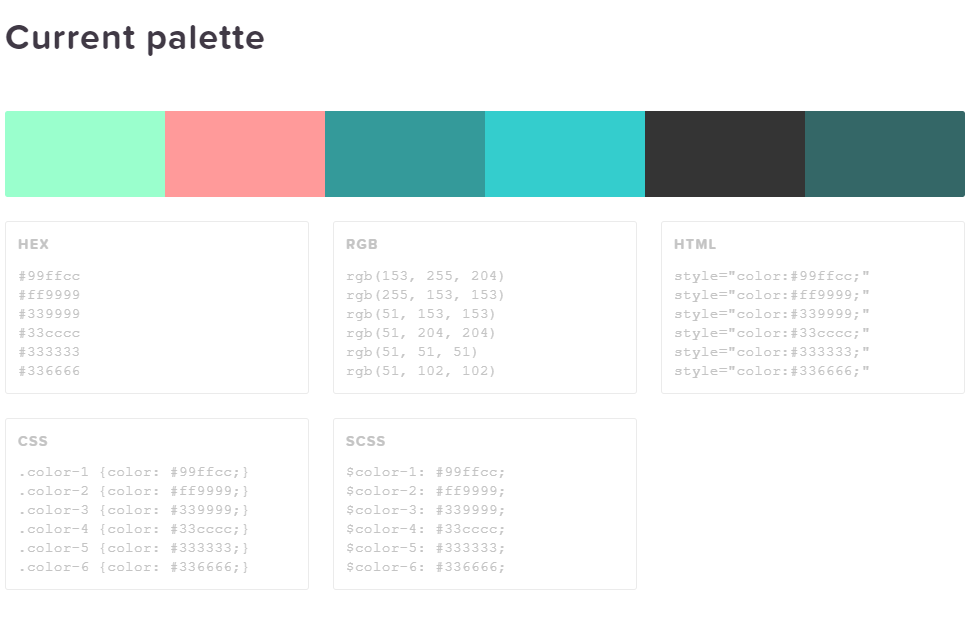 Current palette
HEX
#99ffcc
#ff9999
#339999
#33cccc
#333333
#336666
RGB
rgb(153, 255, 204)
rgb(255, 153, 153)
rgb(51, 153, 153)
rgb(51, 204, 204)
rgb(51, 51, 51)
rgb(51, 102, 102)
HTML
style="color:#99ffcc;"
style="color:#ff9999;"
style="color:#339999;"
style="color:#33cccc;"
style="color:#333333;"
style="color:#336666;"
CSS
.color-1 {color: #99ffcc;}
.color-2 {color: #ff9999;}
.color-3 {color: #339999;}
.color-4 {color: #33cccc;}
.color-5 {color: #333333;}
.color-6 {color: #336666;}
SCSS
$color-1: #99ffcc;
$color-2: #ff9999;
$color-3: #339999;
$color-4: #33cccc;
$color-5: #333333;
$color-6: #336666;